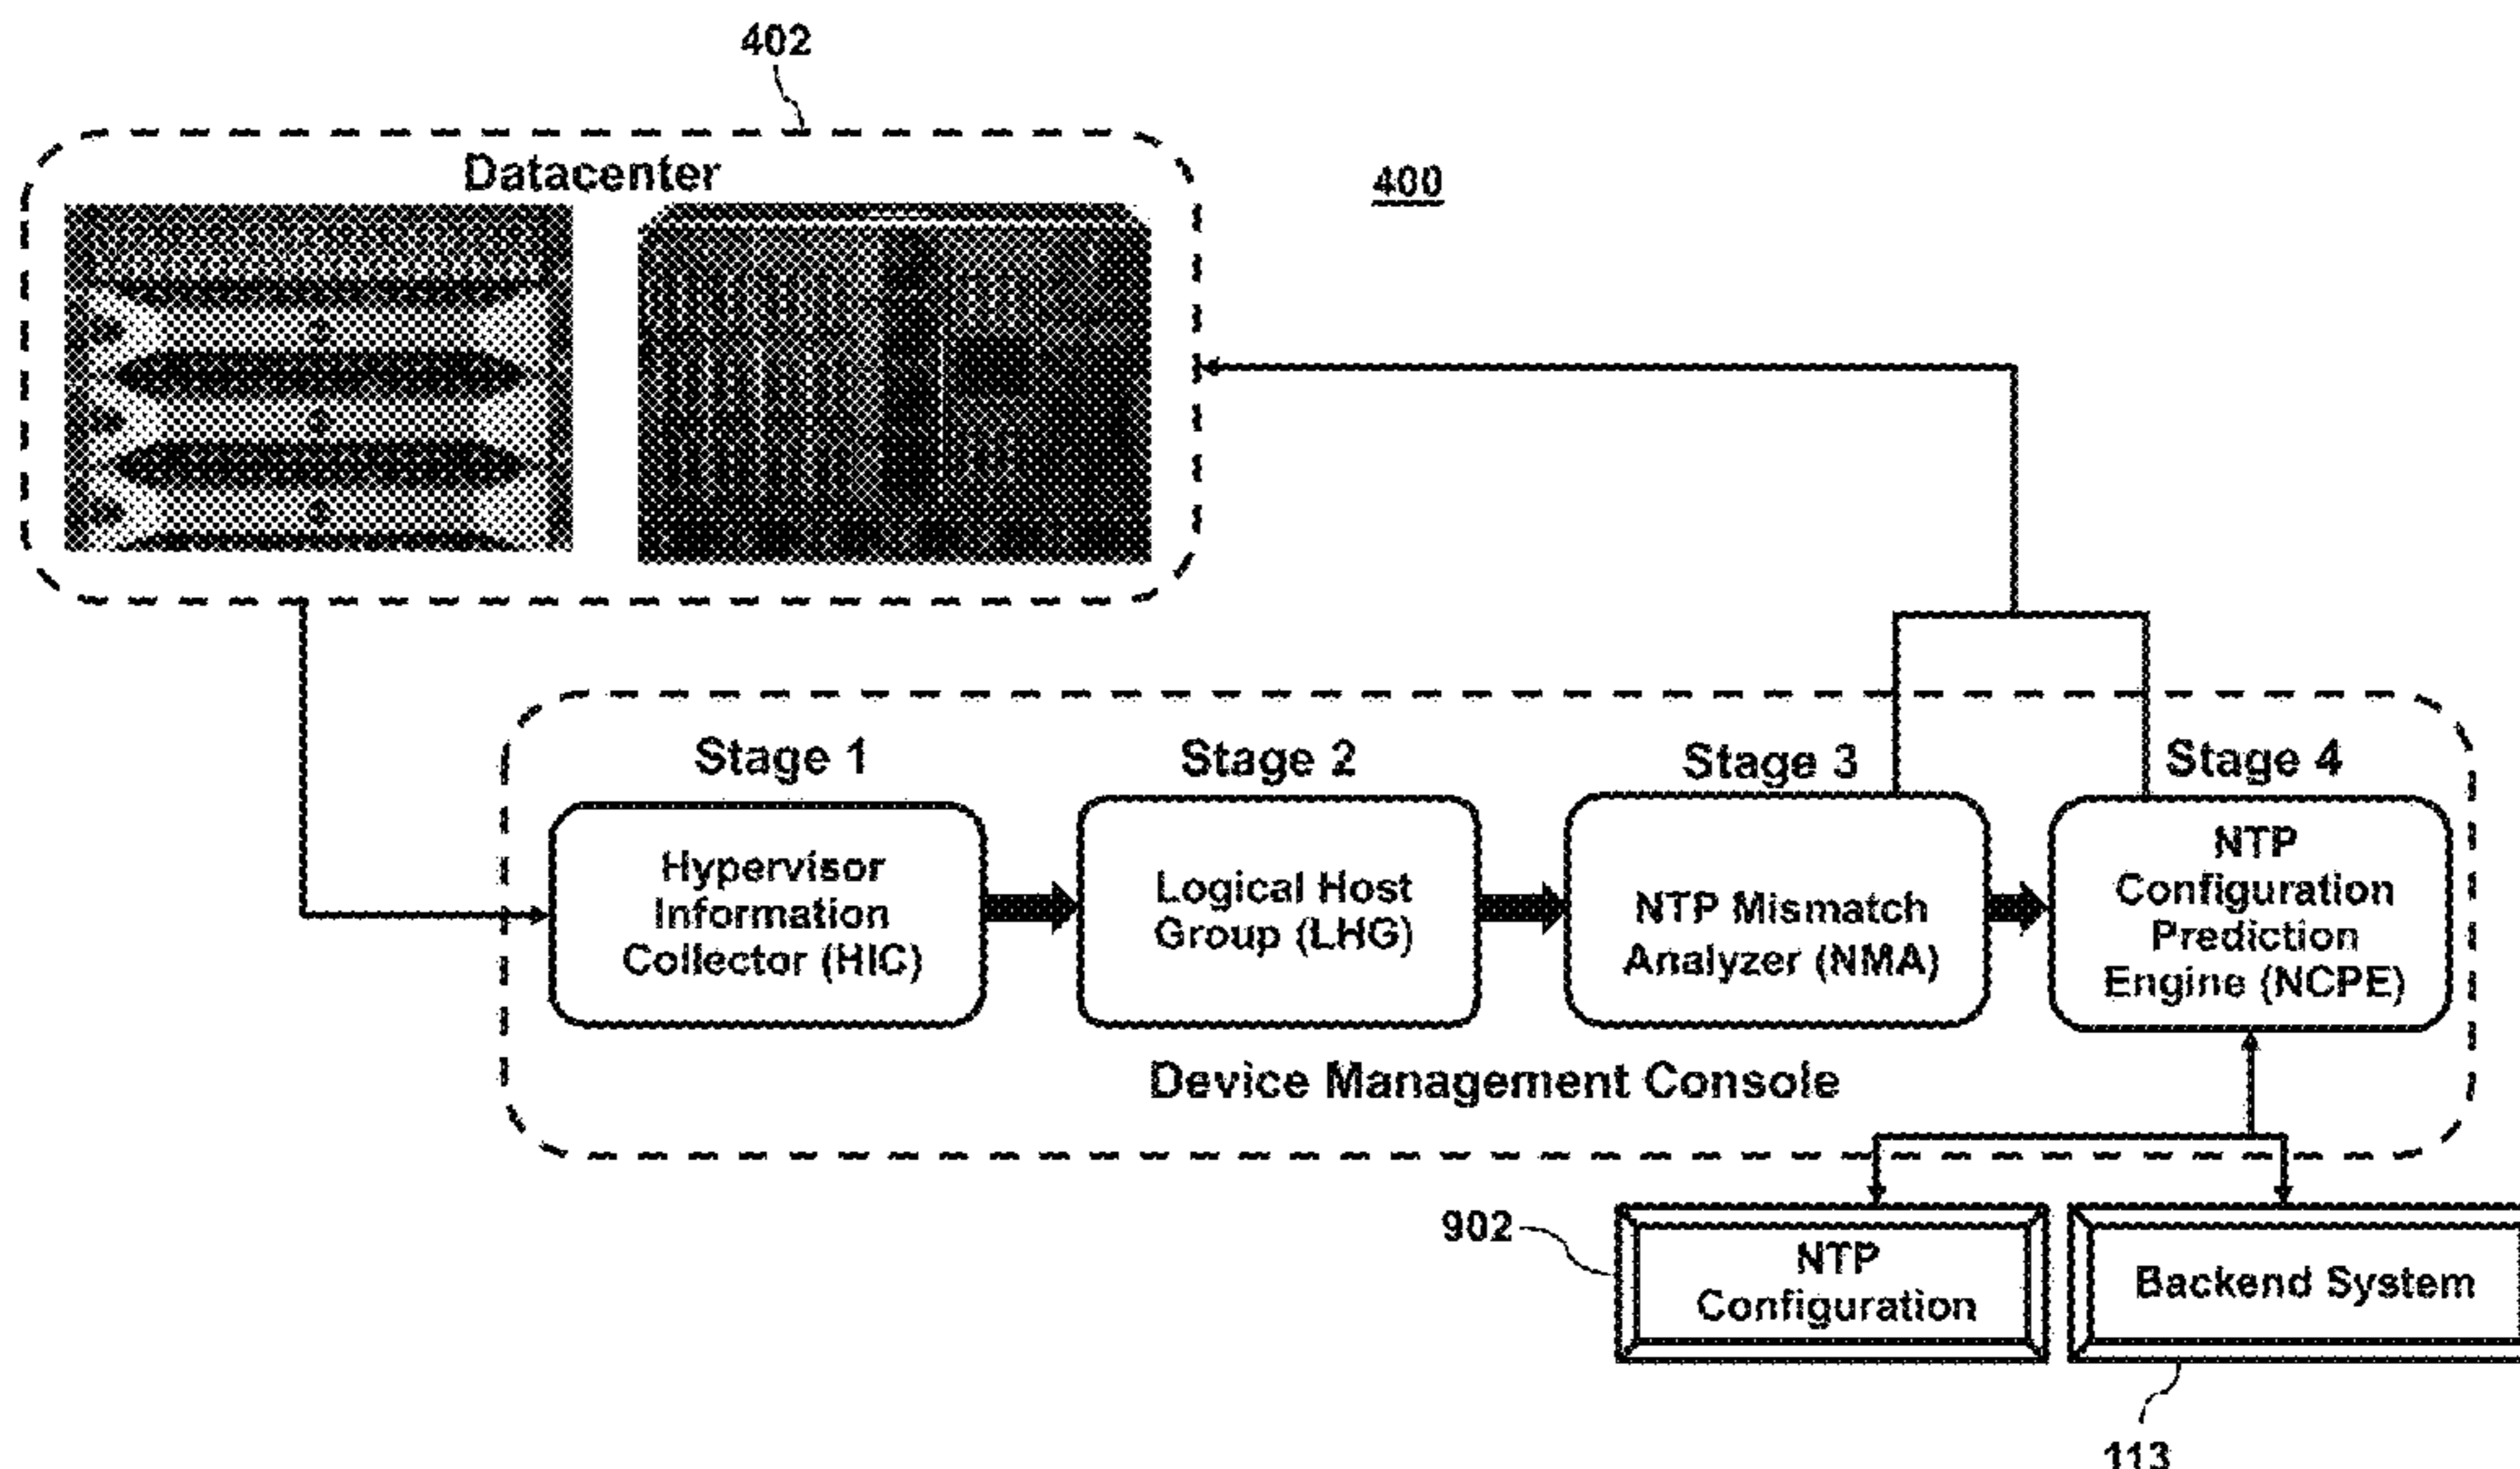 402
Datacenter
400
Stage 1
Stage 2
Stage 3
Stage 4
Hypervisor
Information
Collector (HIC)
Logical Host
Group (LHG)
NTP Mismatch
Analyzer (NMA)
NTP
Configuration
Prediction
Engine (NCPE)
Device Management Console
902
NTP
Configuration
Backend System
113